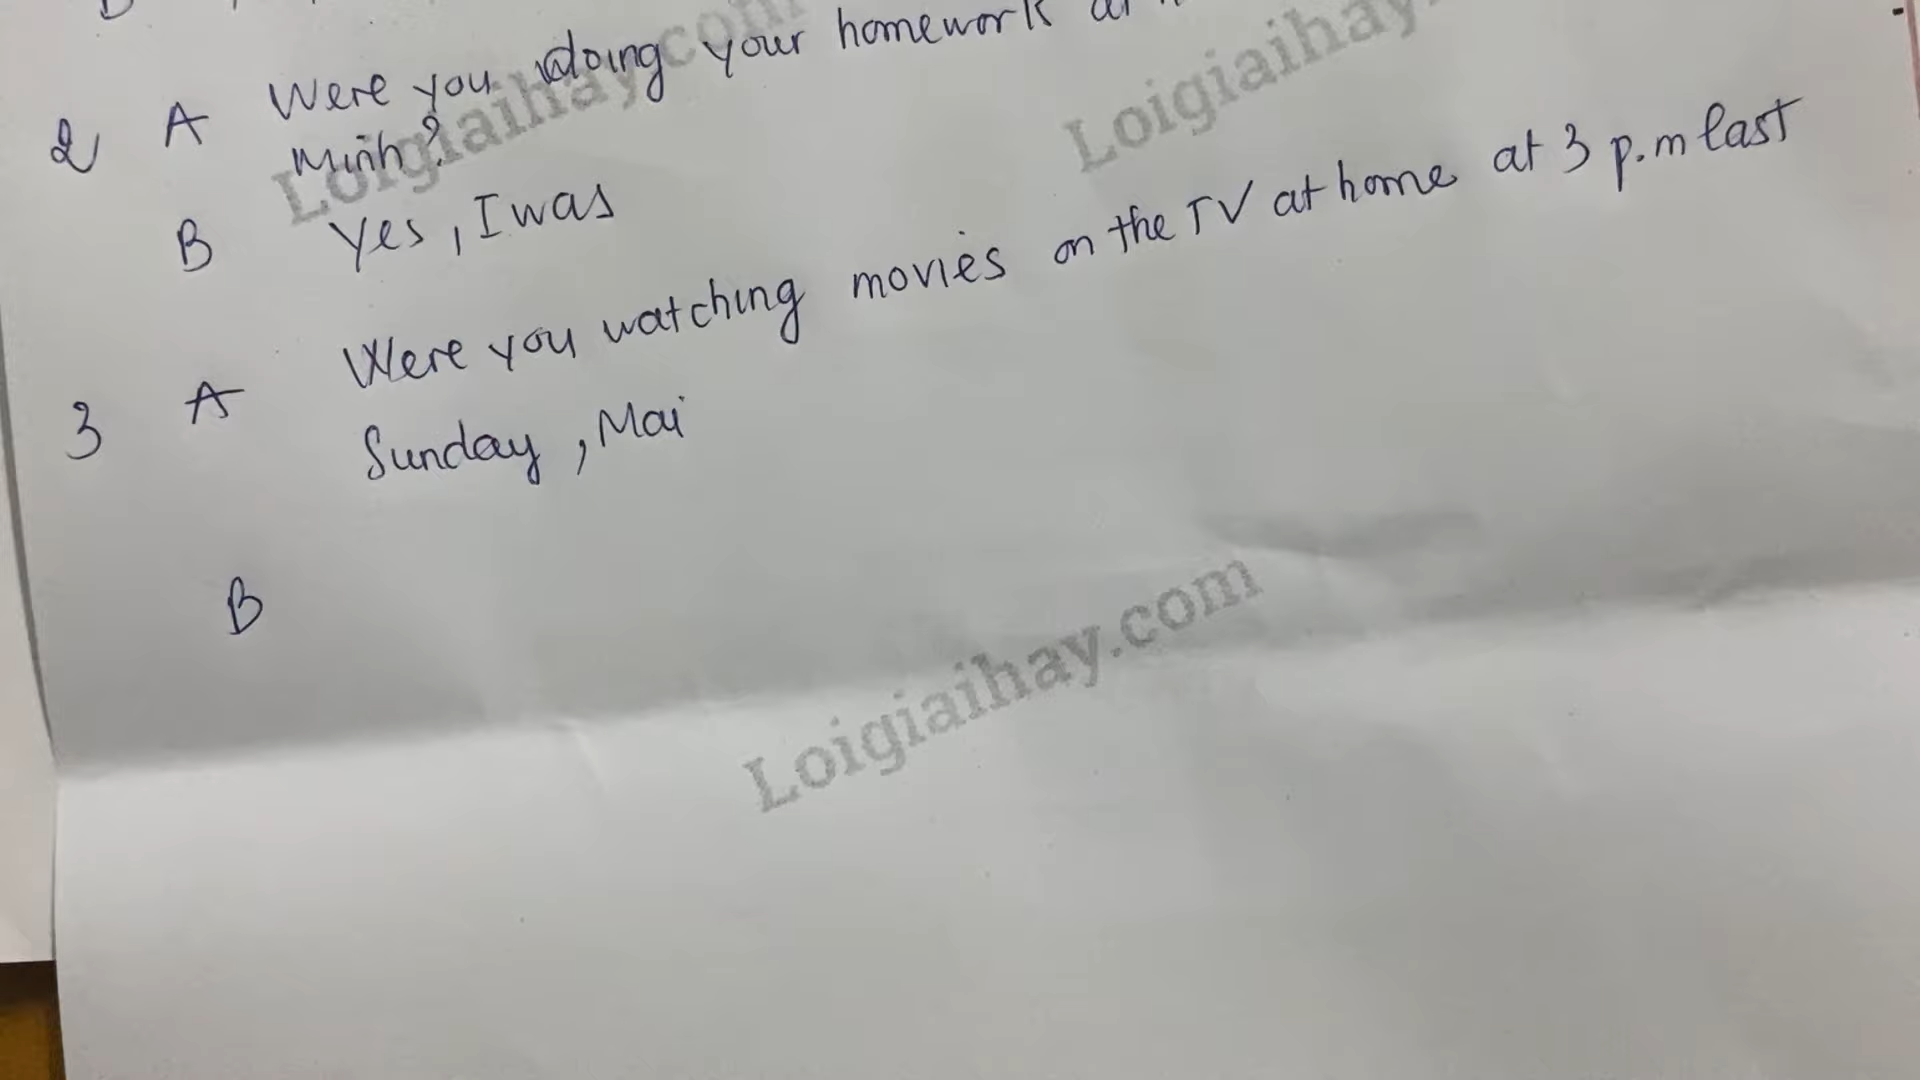 2 A Were you doing your homework
Minh?
B Yes, I was
3 A Were you watching movies on the TV at home at 3 p.m last
Sunday, Mai
B
Loigiaihay.com
Loigiaihay.
Loigiaihay.com